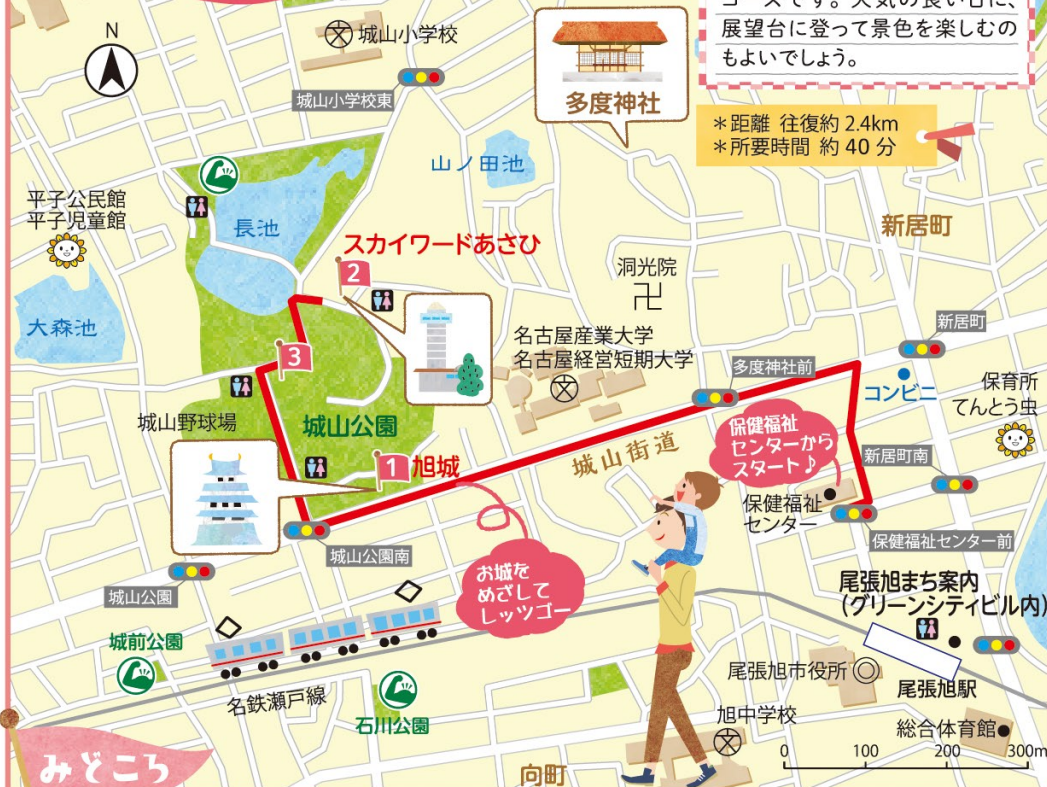 コースです。天気の良い日に、
展望台に登って景色を楽しむの
もよいでしょう。
N
城山小学校
城山小学校東
多度神社
＊距離 往復約 2.4km
＊所要時間 約 40 分
山ノ田池
平子公民館
平子児童館
長池
新居町
スカイワードあさひ
2
洞光院
大森池
名古屋産業大学
名古屋経営短期大学
新居町
3
多度神社前
コンビニ
保育所
てんとう虫
城山野球場
城山公園
保健福祉
センターから
スタート♪
城山街道
1
旭城
新居町南
保健福祉
センター
城山公園南
保健福祉センター前
お城を
めざして
レッツゴー
城山公園
尾張旭まち案内
(グリーンシティビル内)
城前公園
名鉄瀬戸線
石川公園
尾張旭市役所
尾張旭駅
旭中学校
総合体育館
0 100 200 300m
みどころ
向町